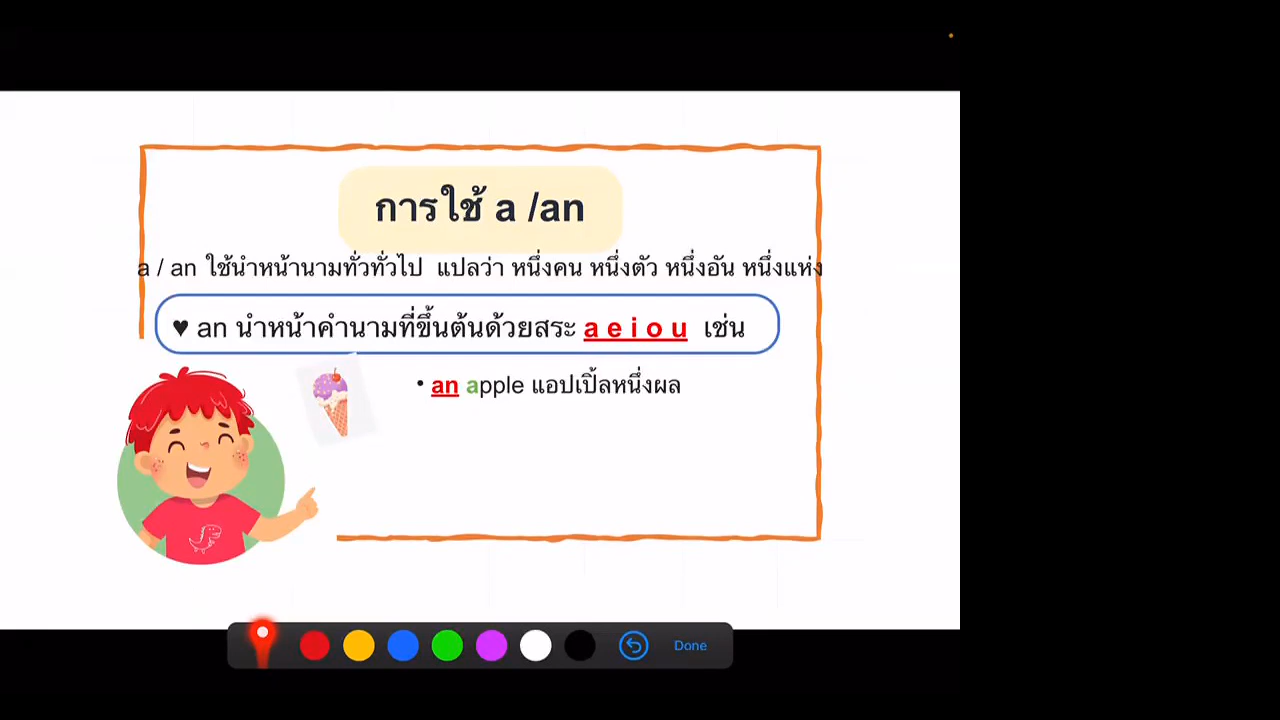 การใช้ a /an
a / an ใช้นำหน้านามทั่วทั่วไป แปลว่า หนึ่งคน หนึ่งตัว หนึ่งอัน หนึ่งแห่ง
♥ an นำหน้าคำนามที่ขึ้นต้นด้วยสระ a e i o u เช่น
• an apple แอปเปิ้ลหนึ่งผล
Done